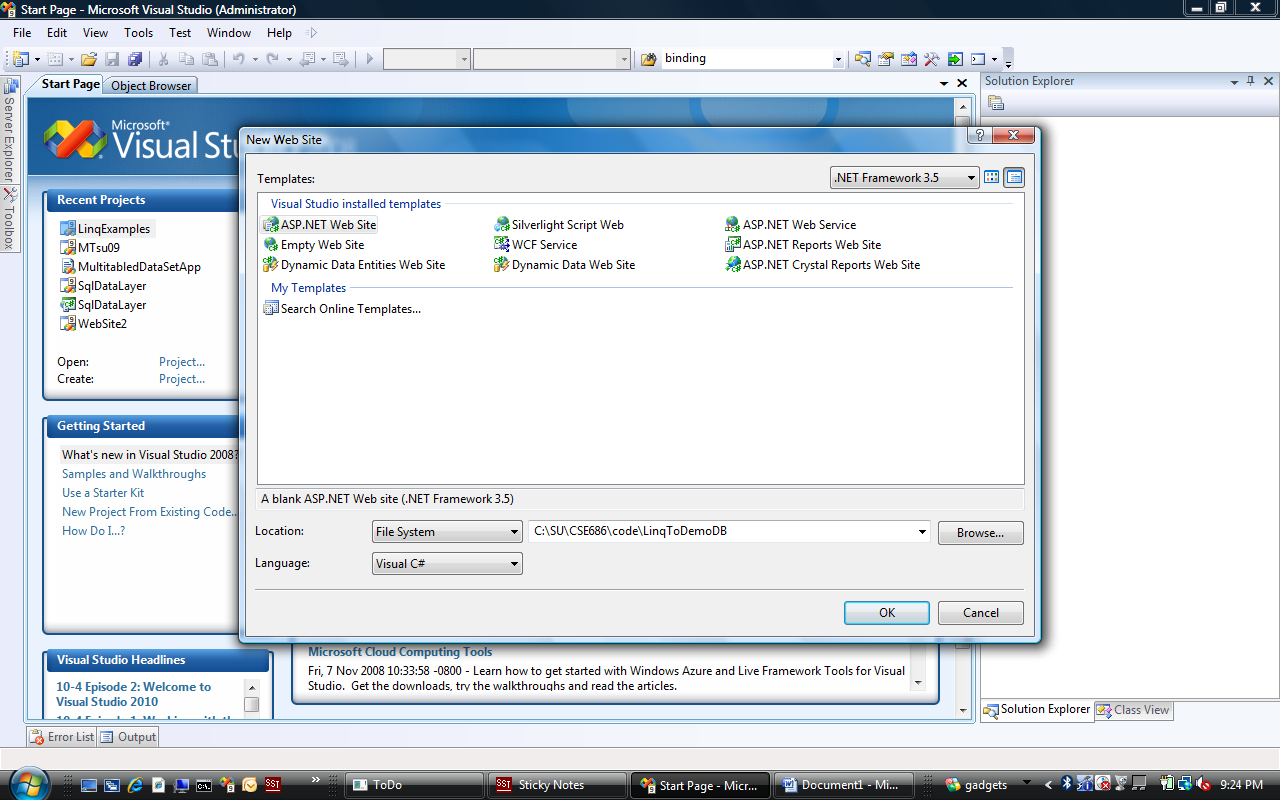 Start Page - Microsoft Visual Studio (Administrator)
File Edit View Tools Test Window Help
binding
Start Page Object Browser
Server Explorer
Toolbox
Microsoft®
Visual Stu
Recent Projects
LinqExamples
MTsu09
MultitabledDataSetApp
SqlDataLayer
SqlDataLayer
WebSite2
Open: Project...
Create: Project...
Getting Started
What's new in Visual Studio 2008?
Samples and Walkthroughs
Use a Starter Kit
New Project From Existing Code..
How Do I...?
Visual Studio Headlines
10-4 Episode 2: Welcome to
Visual Studio 2010
New Web Site
Templates: .NET Framework 3.5
Visual Studio installed templates
ASP.NET Web Site Silverlight Script Web ASP.NET Web Service
Empty Web Site WCF Service ASP.NET Reports Web Site
Dynamic Data Entities Web Site Dynamic Data Web Site ASP.NET Crystal Reports Web Site
My Templates
Search Online Templates...
A blank ASP.NET Web site (.NET Framework 3.5)
Location: File System C:\SU\CSE686\code\LinqToDemoDB Browse...
Language: Visual C#
OK Cancel
Microsoft Cloud Computing Tools
Fri, 7 Nov 2008 10:33:58 -0800 - Learn how to get started with Windows Azure and Live Framework Tools for Visual
Studio. Get the downloads, try the walkthroughs and read the articles.
Solution Explorer
Solution Explorer Class View
Error List Output
SSI ToDo SSI Sticky Notes Start Page - Micr... Document1 - Mi... gadgets 9:24 PM